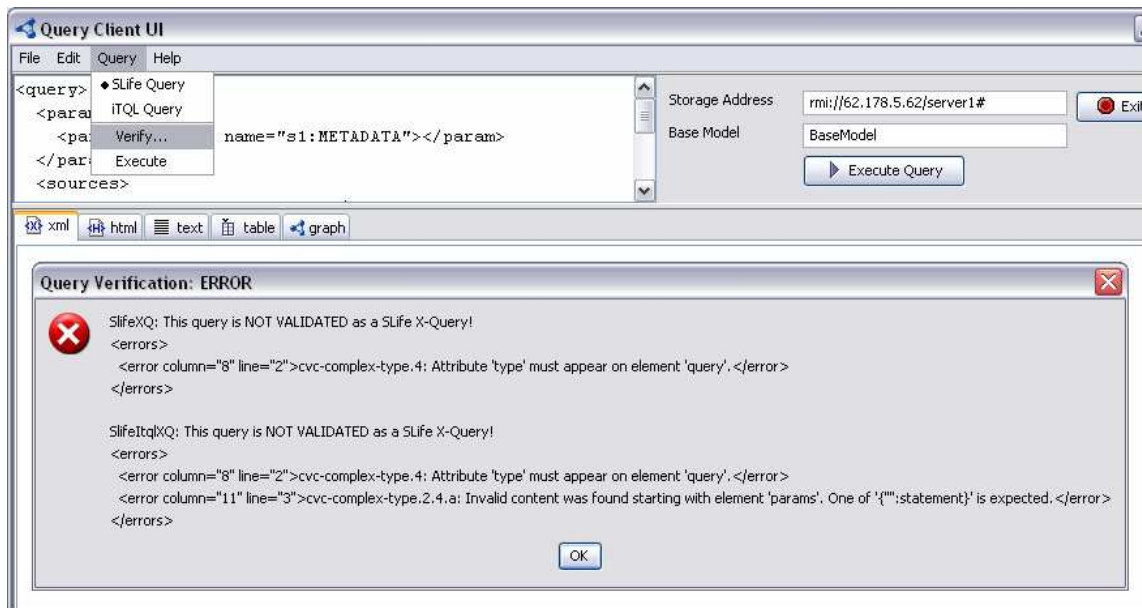 Query Client UI
File Edit Query Help
<query>
<param
<pa name="s1:METADATA"></param>
</par
<sources>
SLife Query
iTQL Query
Verify...
Execute
Storage Address rmi://62.178.5.62/server1# Exit
Base Model BaseModel
Execute Query
xml html text table graph
Query Verification: ERROR
SlifeXQ: This query is NOT VALIDATED as a SLife X-Query!
<errors>
<error column="8" line="2">cvc-complex-type.4: Attribute 'type' must appear on element 'query'.</error>
</errors>
SlifeItqlXQ: This query is NOT VALIDATED as a SLife X-Query!
<errors>
<error column="8" line="2">cvc-complex-type.4: Attribute 'type' must appear on element 'query'.</error>
<error column="11" line="3">cvc-complex-type.2.4.a: Invalid content was found starting with element 'params'. One of '{"":statement}' is expected.</error>
</errors>
OK